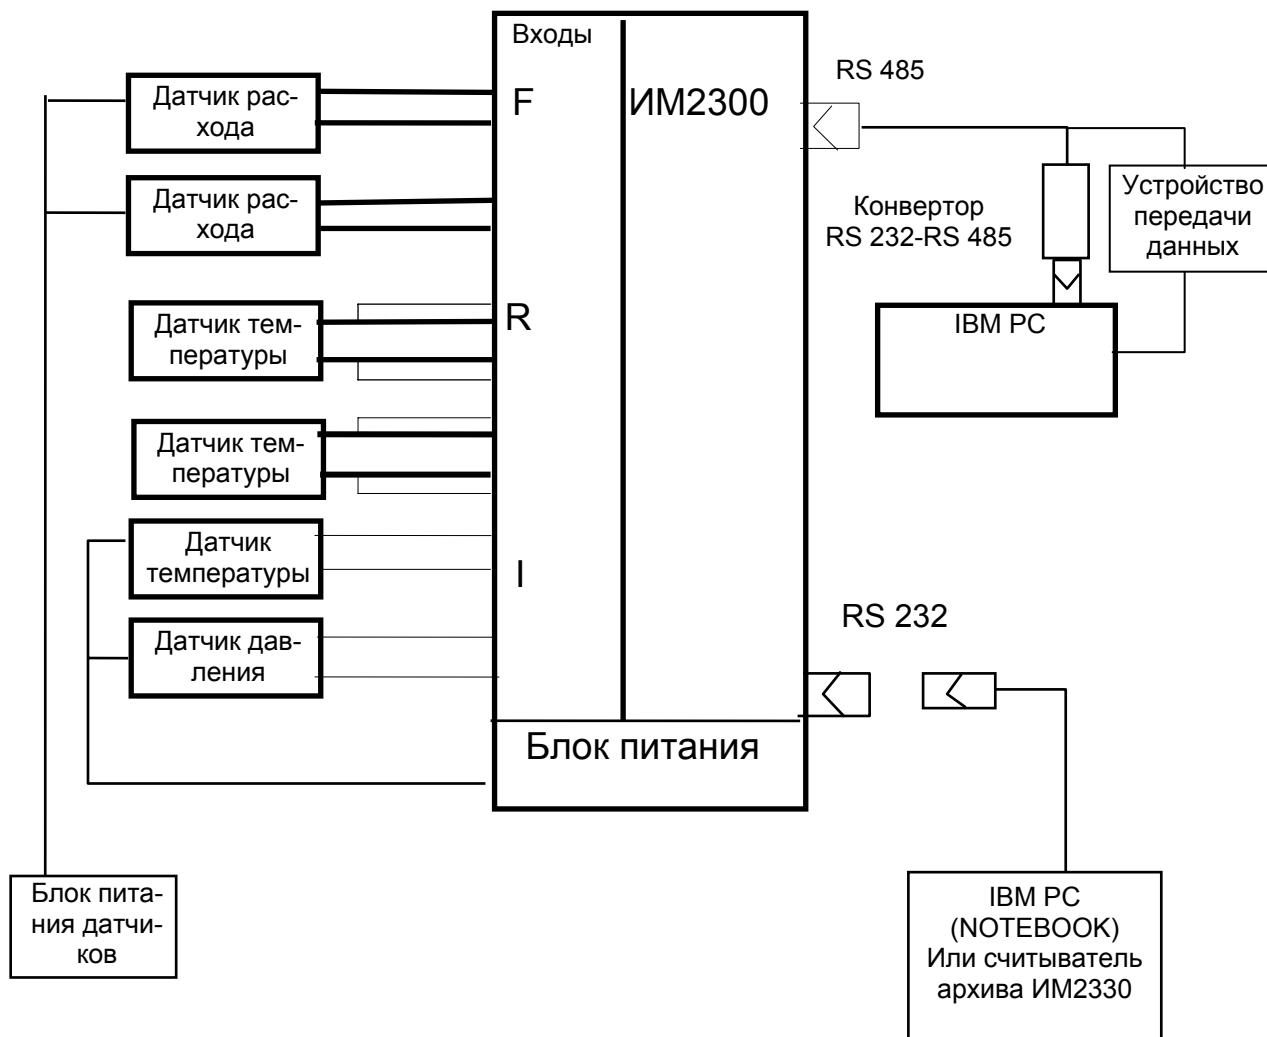 Входы
RS 485
Датчик рас-
хода
F
ИМ2300
Датчик рас-
хода
Конвертор
RS 232-RS 485
Устройство
передачи
данных
Датчик тем-
пературы
R
IBM PC
Датчик тем-
пературы
Датчик
температуры
I
RS 232
Датчик дав-
ления
Блок питания
Блок пита-
ния датчи-
ков
IBM PC
(NOTEBOOK)
Или считыватель
архива ИМ2330